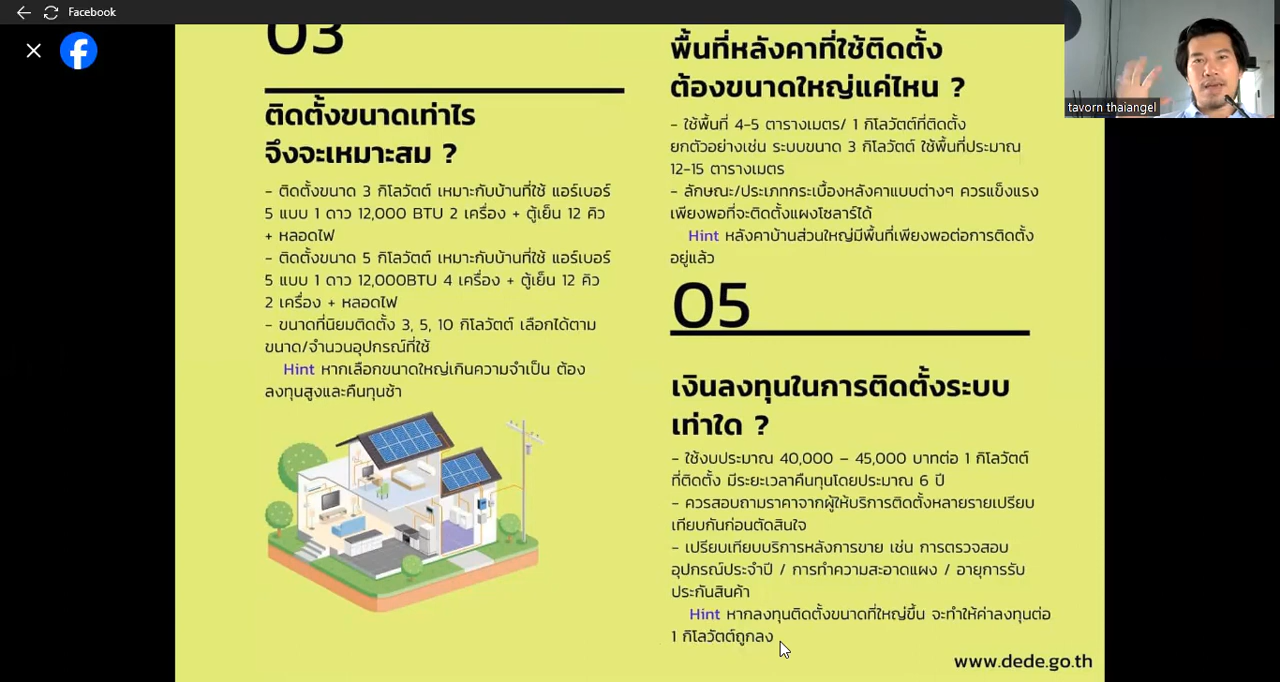 Facebook
tavorn thaiangel
03
ติดตั้งขนาดเท่าไร
จึงจะเหมาะสม ?
- ติดตั้งขนาด 3 กิโลวัตต์ เหมาะกับบ้านที่ใช้ แอร์เบอร์
5 แบบ 1 ดาว 12,000 BTU 2 เครื่อง + ตู้เย็น 12 คิว
+ หลอดไฟ
- ติดตั้งขนาด 5 กิโลวัตต์ เหมาะกับบ้านที่ใช้ แอร์เบอร์
5 แบบ 1 ดาว 12,000BTU 4 เครื่อง + ตู้เย็น 12 คิว
2 เครื่อง + หลอดไฟ
- ขนาดที่นิยมติดตั้ง 3, 5, 10 กิโลวัตต์ เลือกได้ตาม
ขนาด/จำนวนอุปกรณ์ที่ใช้
Hint หากเลือกขนาดใหญ่เกินความจำเป็น ต้อง
ลงทุนสูงและคืนทุนช้า
พื้นที่หลังคาที่ใช้ติดตั้ง
ต้องขนาดใหญ่แค่ไหน ?
- ใช้พื้นที่ 4-5 ตารางเมตร/ 1 กิโลวัตต์ที่ติดตั้ง
ยกตัวอย่างเช่น ระบบขนาด 3 กิโลวัตต์ ใช้พื้นที่ประมาณ
12-15 ตารางเมตร
- ลักษณะ/ประเภทกระเบื้องหลังคาแบบต่างๆ ควรแข็งแรง
เพียงพอที่จะติดตั้งแผงโซลาร์ได้
Hint หลังคาบ้านส่วนใหญ่มีพื้นที่เพียงพอต่อการติดตั้ง
อยู่แล้ว
05
เงินลงทุนในการติดตั้งระบบ
เท่าใด ?
- ใช้งบประมาณ 40,000 – 45,000 บาทต่อ 1 กิโลวัตต์
ที่ติดตั้ง มีระยะเวลาคืนทุนโดยประมาณ 6 ปี
- ควรสอบถามราคาจากผู้ให้บริการติดตั้งหลายรายเปรียบ
เทียบกันก่อนตัดสินใจ
- เปรียบเทียบบริการหลังการขาย เช่น การตรวจสอบ
อุปกรณ์ประจำปี / การทำความสะอาดแผง / อายุการรับ
ประกันสินค้า
Hint หากลงทุนติดตั้งขนาดที่ใหญ่ขึ้น จะทำให้ค่าลงทุนต่อ
1 กิโลวัตต์ถูกลง
www.dede.go.th